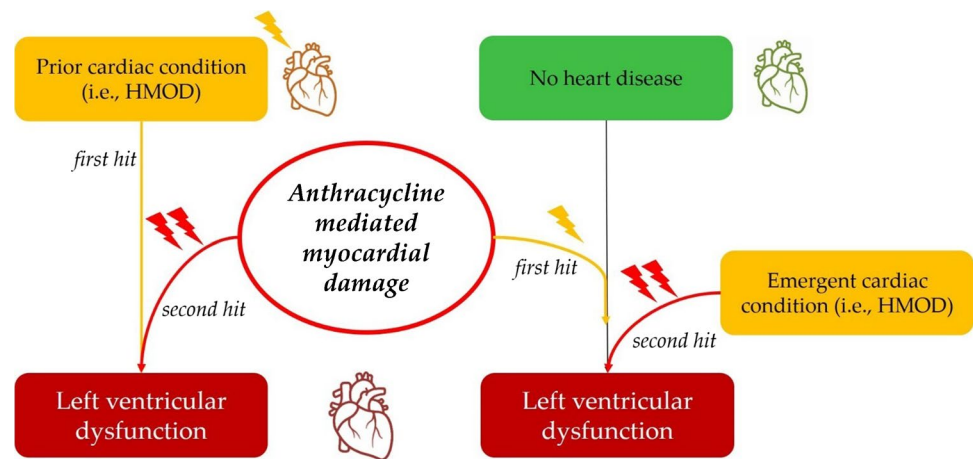 Prior cardiac condition
(i.e., HMOD)
No heart disease
first hit
Anthracycline
mediated
myocardial
damage
first hit
second hit
Emergent cardiac
condition (i.e., HMOD)
second hit
Left ventricular
dysfunction
Left ventricular
dysfunction